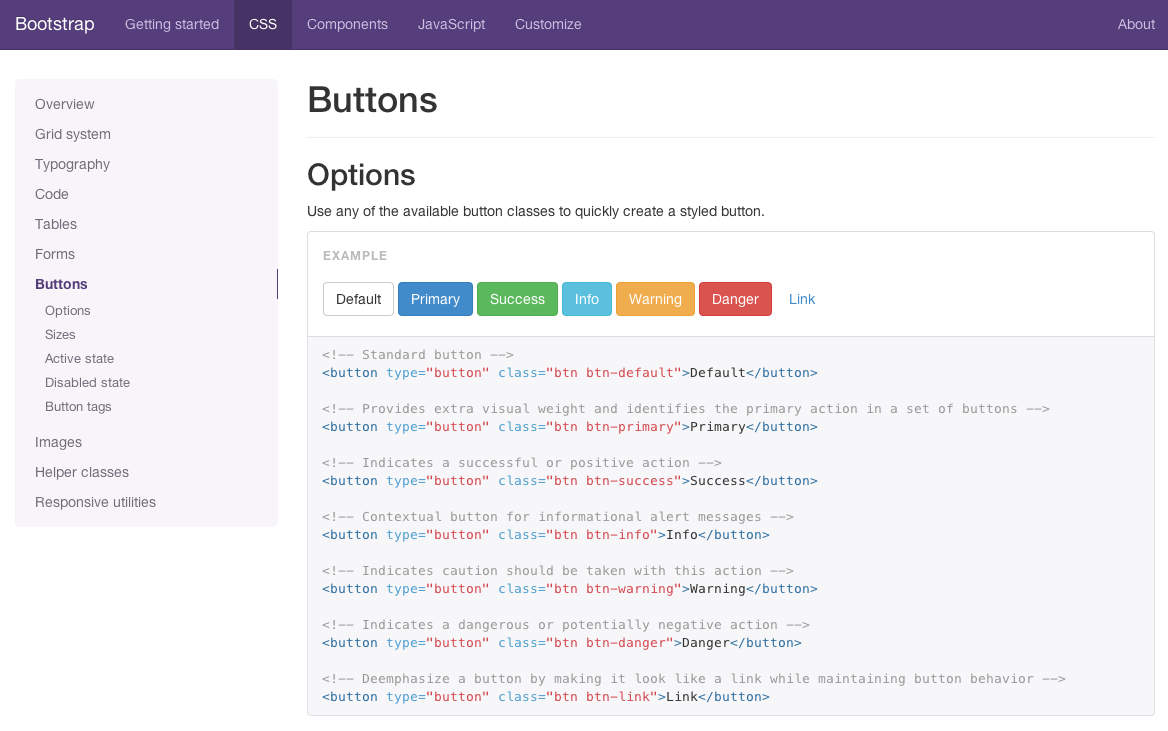 Bootstrap Getting started CSS Components JavaScript Customize About
Overview
Grid system
Typography
Code
Tables
Forms
Buttons
Options
Sizes
Active state
Disabled state
Button tags
Images
Helper classes
Responsive utilities
Buttons
Options
Use any of the available button classes to quickly create a styled button.
EXAMPLE
Default Primary Success Info Warning Danger Link
<!-- Standard button -->
<button type="button" class="btn btn-default">Default</button>
<!-- Provides extra visual weight and identifies the primary action in a set of buttons -->
<button type="button" class="btn btn-primary">Primary</button>
<!-- Indicates a successful or positive action -->
<button type="button" class="btn btn-success">Success</button>
<!-- Contextual button for informational alert messages -->
<button type="button" class="btn btn-info">Info</button>
<!-- Indicates caution should be taken with this action -->
<button type="button" class="btn btn-warning">Warning</button>
<!-- Indicates a dangerous or potentially negative action -->
<button type="button" class="btn btn-danger">Danger</button>
<!-- Deemphasize a button by making it look like a link while maintaining button behavior -->
<button type="button" class="btn btn-link">Link</button>